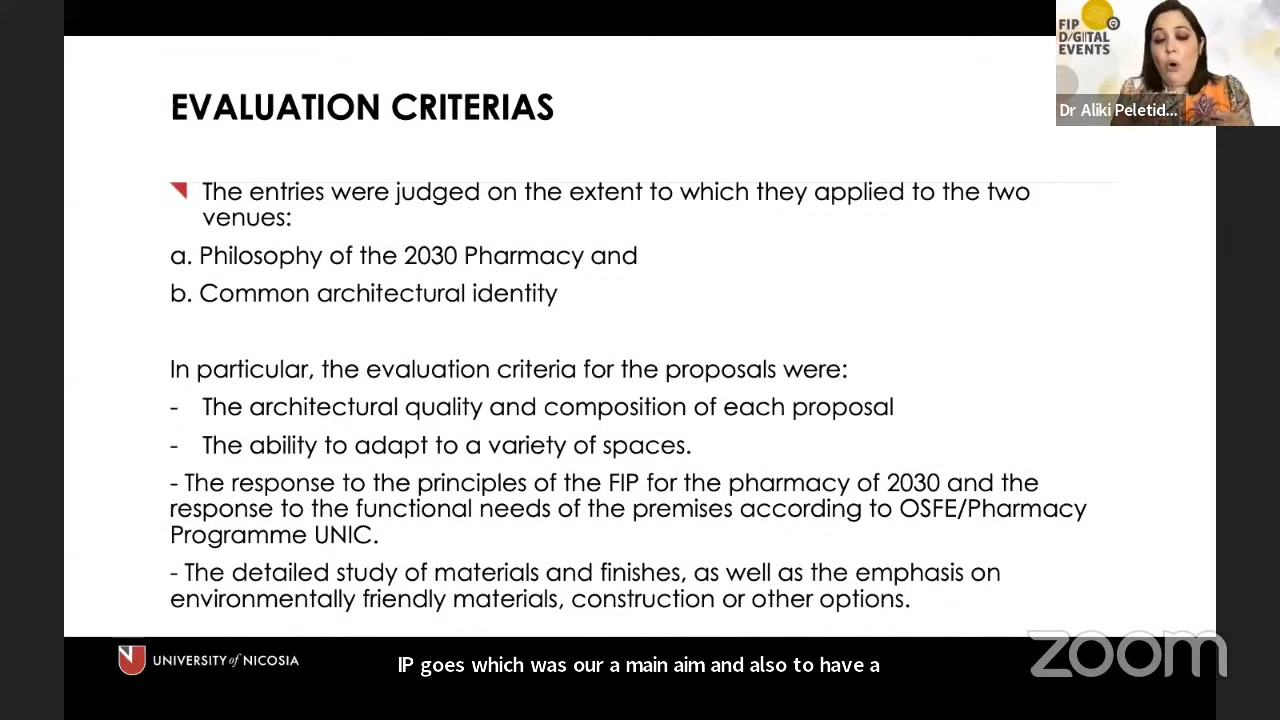 EVALUATION CRITERIAS
FIP
D/GITAL
EVENTS
Dr Aliki Peletid...
The entries were judged on the extent to which they applied to the two
venues:
a. Philosophy of the 2030 Pharmacy and
b. Common architectural identity
In particular, the evaluation criteria for the proposals were:
- The architectural quality and composition of each proposal
- The ability to adapt to a variety of spaces.
- The response to the principles of the FIP for the pharmacy of 2030 and the
response to the functional needs of the premises according to OSFE/Pharmacy
Programme UNIC.
- The detailed study of materials and finishes, as well as the emphasis on
environmentally friendly materials, construction or other options.
UNIVERSITY of NICOSIA
IP goes which was our a main aim and also to have a
zoom